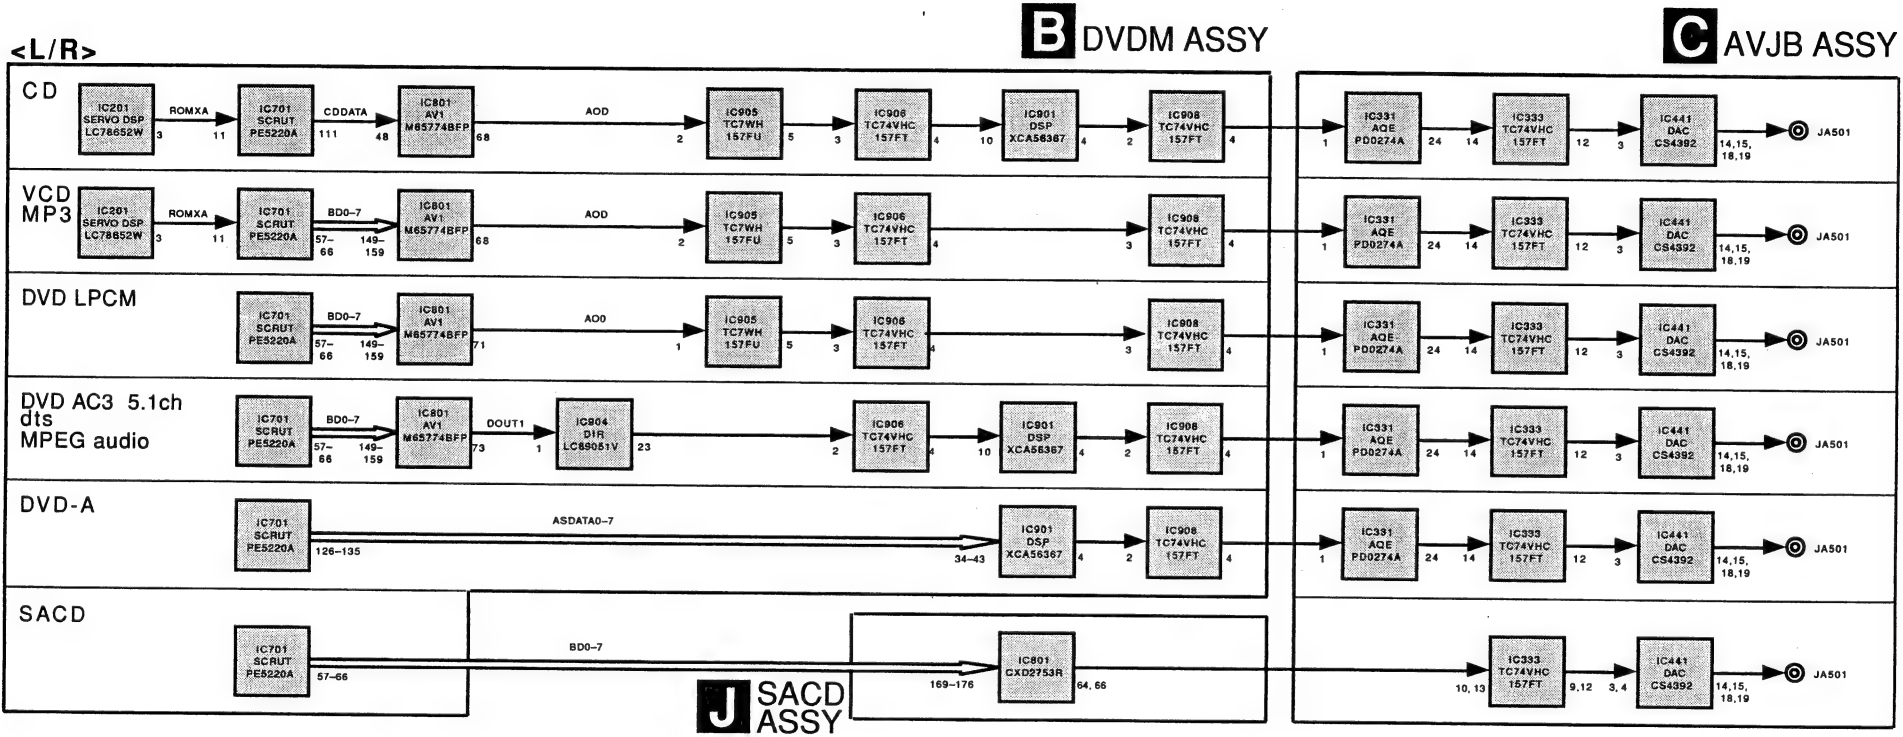 <L/R>
B DVDM ASSY
C AVJB ASSY
CD
IC201
SERVO DSP
LC78652W
3
ROMXA
11
IC701
SCRUT
PE5220A
111
CDDATA
48
IC801
AV1
M65774BFP
68
AOD
2
IC905
TC7WH
157FU
5
3
IC906
TC74VHC
157FT
4
10
IC901
DSP
XCA56367
4
2
IC908
TC74VHC
157FT
4
1
IC331
AQE
PD0274A
24
14
IC333
TC74VHC
157FT
12
3
IC441
DAC
CS4392
14,15,
18,19
JA501
VCD
MP3
IC201
SERVO DSP
LC78652W
3
ROMXA
11
IC701
SCRUT
PE5220A
57–
66
BD0–7
149–
159
IC801
AV1
M65774BFP
68
AOD
2
IC905
TC7WH
157FU
5
3
IC906
TC74VHC
157FT
4
3
IC908
TC74VHC
157FT
4
1
IC331
AQE
PD0274A
24
14
IC333
TC74VHC
157FT
12
3
IC441
DAC
CS4392
14,15,
18,19
JA501
DVD LPCM
IC701
SCRUT
PE5220A
57–
66
BD0–7
149–
159
IC801
AV1
M65774BFP
71
AO0
1
IC905
TC7WH
157FU
5
3
IC906
TC74VHC
157FT
4
3
IC908
TC74VHC
157FT
4
1
IC331
AQE
PD0274A
24
14
IC333
TC74VHC
157FT
12
3
IC441
DAC
CS4392
14,15,
18,19
JA501
DVD AC3 5.1ch
dts
MPEG audio
IC701
SCRUT
PE5220A
57–
66
BD0–7
149–
159
IC801
AV1
M65774BFP
73
DOUT1
1
IC904
DIR
LC89051V
23
2
IC906
TC74VHC
157FT
4
10
IC901
DSP
XCA56367
4
2
IC908
TC74VHC
157FT
4
1
IC331
AQE
PD0274A
24
14
IC333
TC74VHC
157FT
12
3
IC441
DAC
CS4392
14,15,
18,19
JA501
DVD-A
IC701
SCRUT
PE5220A
126–135
ASDATA0–7
34–43
IC901
DSP
XCA56367
4
2
IC908
TC74VHC
157FT
4
1
IC331
AQE
PD0274A
24
14
IC333
TC74VHC
157FT
12
3
IC441
DAC
CS4392
14,15,
18,19
JA501
SACD
IC701
SCRUT
PE5220A
57–66
BD0–7
169–176
IC801
CXD2753R
64, 66
10, 13
IC333
TC74VHC
157FT
9,12
3, 4
IC441
DAC
CS4392
14,15,
18,19
JA501
J SACD
ASSY